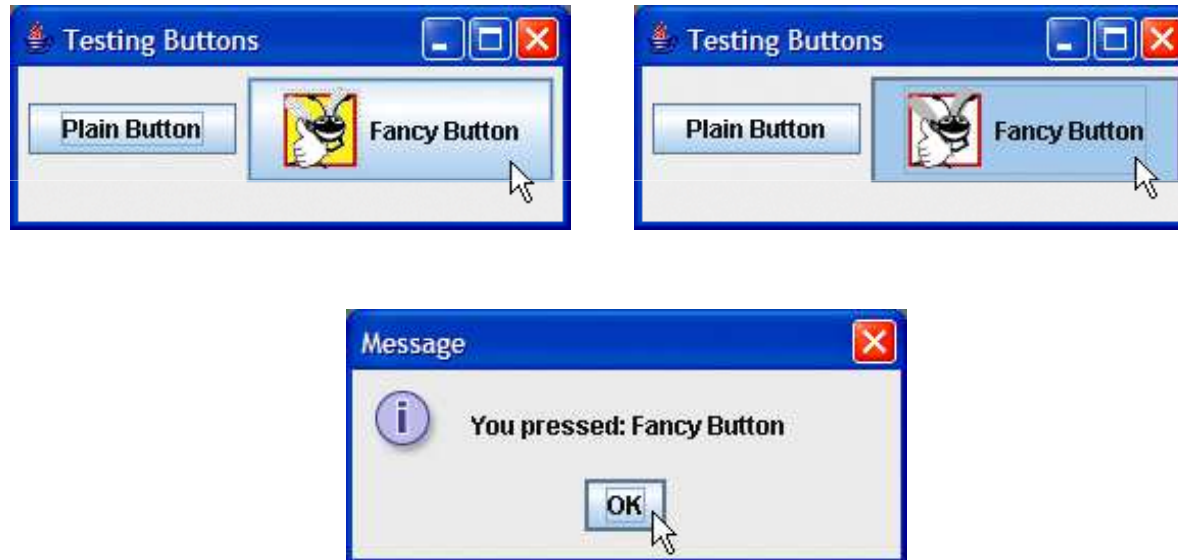 Testing Buttons
Plain Button
Fancy Button
Testing Buttons
Plain Button
Fancy Button
Message
i
You pressed: Fancy Button
OK